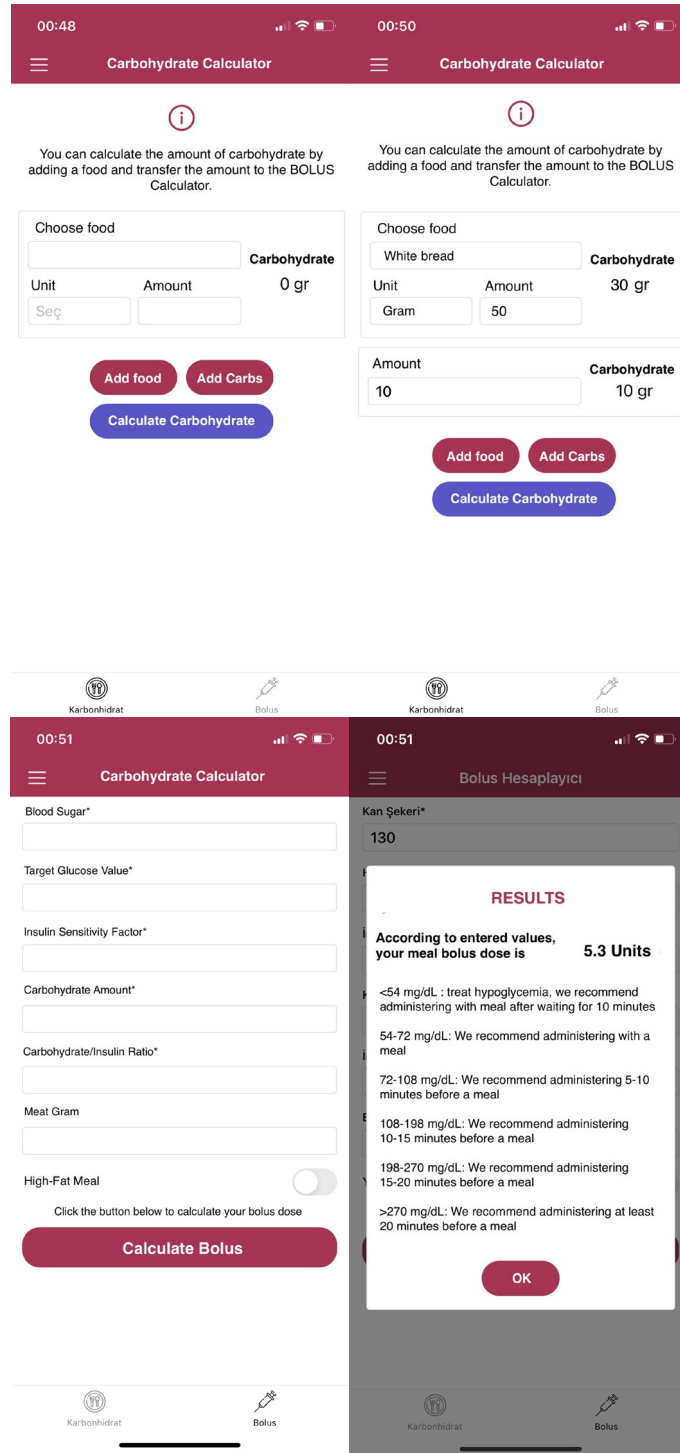 00:48
Carbohydrate Calculator
You can calculate the amount of carbohydrate by
adding a food and transfer the amount to the BOLUS
Calculator.
Choose food
Carbohydrate
Unit
Amount
0 gr
Seç
Add food
Add Carbs
Calculate Carbohydrate
Karbonhidrat
Bolus
00:50
Carbohydrate Calculator
You can calculate the amount of carbohydrate by
adding a food and transfer the amount to the BOLUS
Calculator.
Choose food
White bread
Carbohydrate
Unit
Amount
30 gr
Gram
50
Amount
Carbohydrate
10
10 gr
Add food
Add Carbs
Calculate Carbohydrate
Karbonhidrat
Bolus
00:51
Carbohydrate Calculator
Blood Sugar*
Target Glucose Value*
Insulin Sensitivity Factor*
Carbohydrate Amount*
Carbohydrate/Insulin Ratio*
Meat Gram
High-Fat Meal
Click the button below to calculate your bolus dose
Calculate Bolus
Karbonhidrat
Bolus
00:51
Bolus Hesaplayıcı
Kan Şekeri*
130
RESULTS
According to entered values,
your meal bolus dose is
5.3 Units
<54 mg/dL : treat hypoglycemia, we recommend
administering with meal after waiting for 10 minutes
54-72 mg/dL: We recommend administering with a
meal
72-108 mg/dL: We recommend administering 5-10
minutes before a meal
108-198 mg/dL: We recommend administering
10-15 minutes before a meal
198-270 mg/dL: We recommend administering
15-20 minutes before a meal
>270 mg/dL: We recommend administering at least
20 minutes before a meal
OK
Karbonhidrat
Bolus